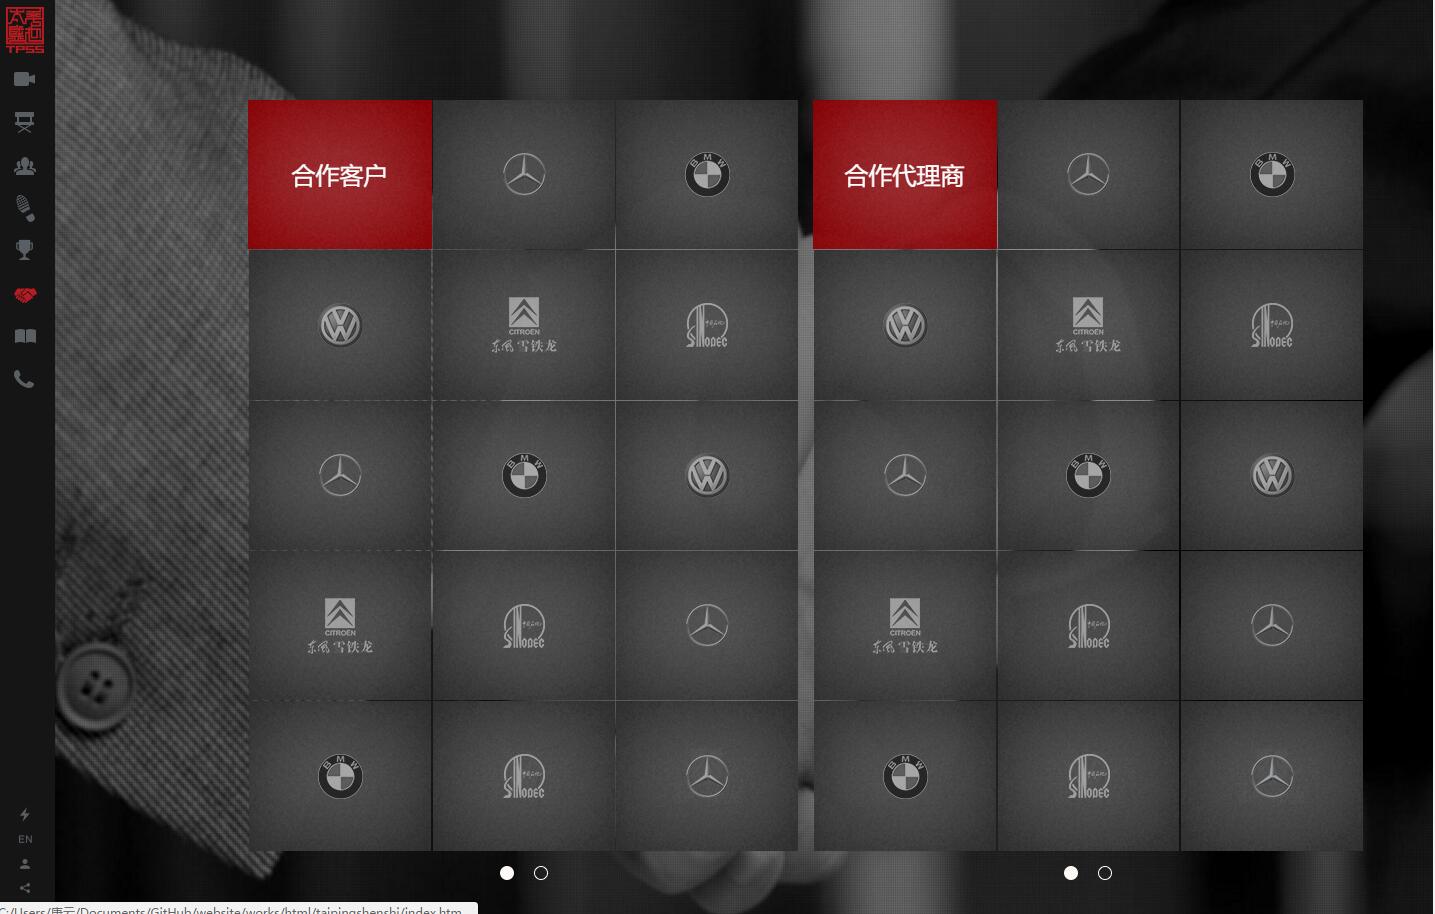 TPSS
合作客户
BMW
CITROËN
东风雪铁龙
SINOPEC
BMW
CITROËN
东风雪铁龙
SINOPEC
BMW
SINOPEC
合作代理商
BMW
CITROËN
东风雪铁龙
SINOPEC
BMW
CITROËN
东风雪铁龙
SINOPEC
BMW
SINOPEC
EN
C:/Users/唐云/Documents/GitHub/website/works/html/taipingshenshi/index.htm